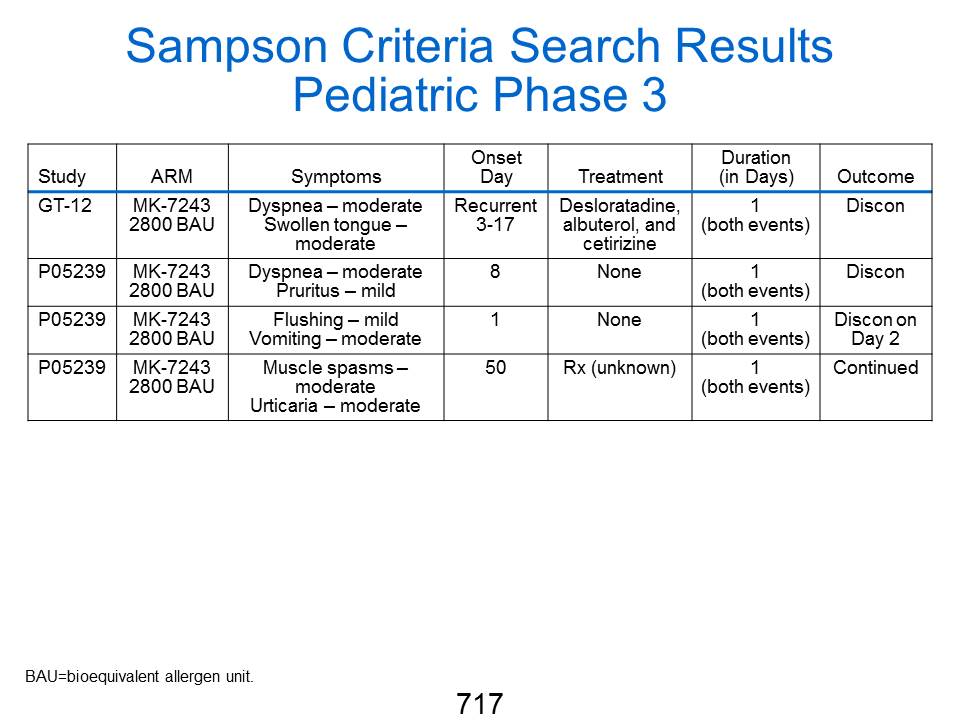 Sampson Criteria Search Results
Pediatric Phase 3
Study ARM Symptoms Onset Day Treatment Duration (in Days) Outcome
GT-12 MK-7243 2800 BAU Dyspnea – moderate Swollen tongue – moderate Recurrent 3-17 Desloratadine, albuterol, and cetirizine 1 (both events) Discon
P05239 MK-7243 2800 BAU Dyspnea – moderate Pruritus – mild 8 None 1 (both events) Discon
P05239 MK-7243 2800 BAU Flushing – mild Vomiting – moderate 1 None 1 (both events) Discon on Day 2
P05239 MK-7243 2800 BAU Muscle spasms – moderate Urticaria – moderate 50 Rx (unknown) 1 (both events) Continued
BAU=bioequivalent allergen unit.
717